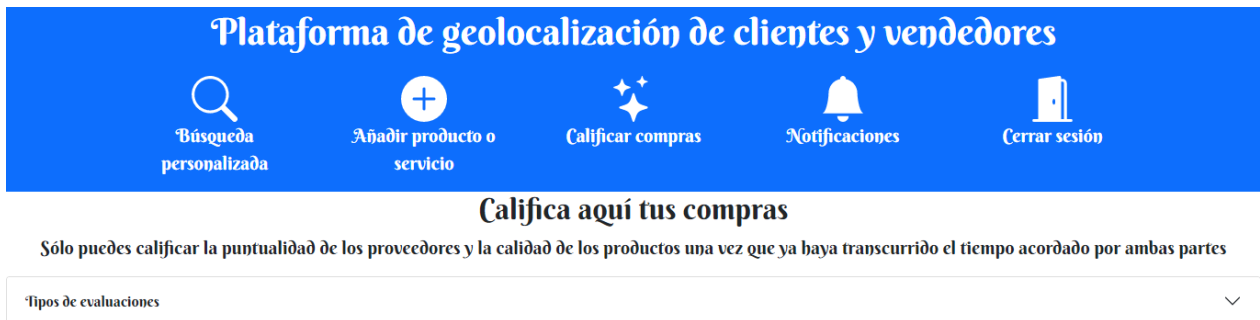 Plataforma de geolocalización de clientes y vendedores
Búsqueda
personalizada
Añadir producto o
servicio
Calificar compras
Notificaciones
Cerrar sesión
Califica aquí tus compras
Sólo puedes calificar la puntualidad de los proveedores y la calidad de los productos una vez que ya haya transcurrido el tiempo acordado por ambas partes
Tipos de evaluaciones